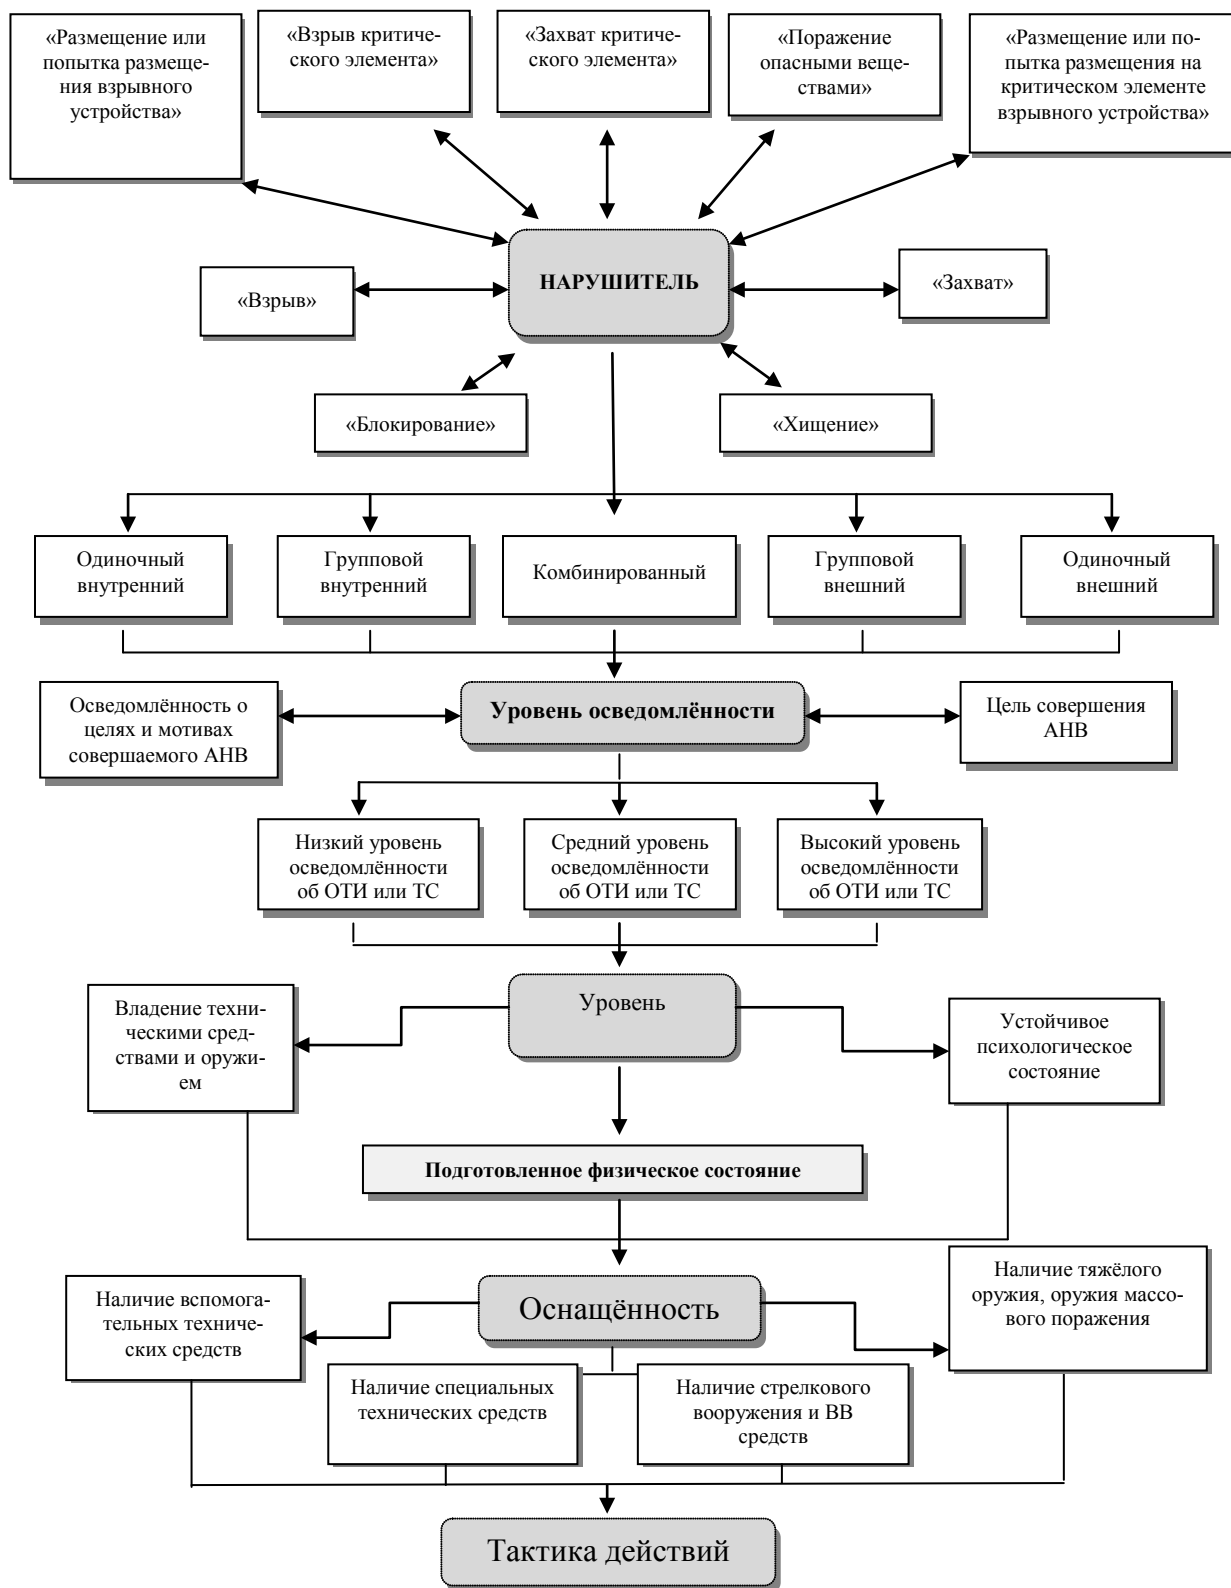 «Размещение или
попытка размеще-
ния взрывного
устройства»
«Взрыв критиче-
ского элемента»
«Захват критиче-
ского элемента»
«Поражение
опасными веще-
ствами»
«Размещение или по-
пытка размещения на
критическом элементе
взрывного устройства»
НАРУШИТЕЛЬ
«Взрыв»
«Захват»
«Блокирование»
«Хищение»
Одиночный
внутренний
Групповой
внутренний
Комбинированный
Групповой
внешний
Одиночный
внешний
Осведомлённость о
целях и мотивах
совершаемого АНВ
Уровень осведомлённости
Цель совершения
АНВ
Низкий уровень
осведомлённости
об ОТИ или ТС
Средний уровень
осведомлённости
об ОТИ или ТС
Высокий уровень
осведомлённости
об ОТИ или ТС
Владение техни-
ческими сред-
ствами и оружи-
ем
Уровень
Устойчивое
психологическое
состояние
Подготовленное физическое состояние
Наличие вспомога-
тельных техниче-
ских средств
Оснащённость
Наличие тяжёлого
оружия, оружия массо-
вого поражения
Наличие специальных
технических средств
Наличие стрелкового
вооружения и ВВ
средств
Тактика действий